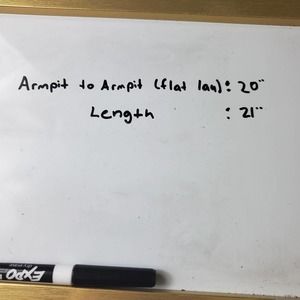 Armpit to Armpit (flat lay): 20"
Length : 21"
EXPO